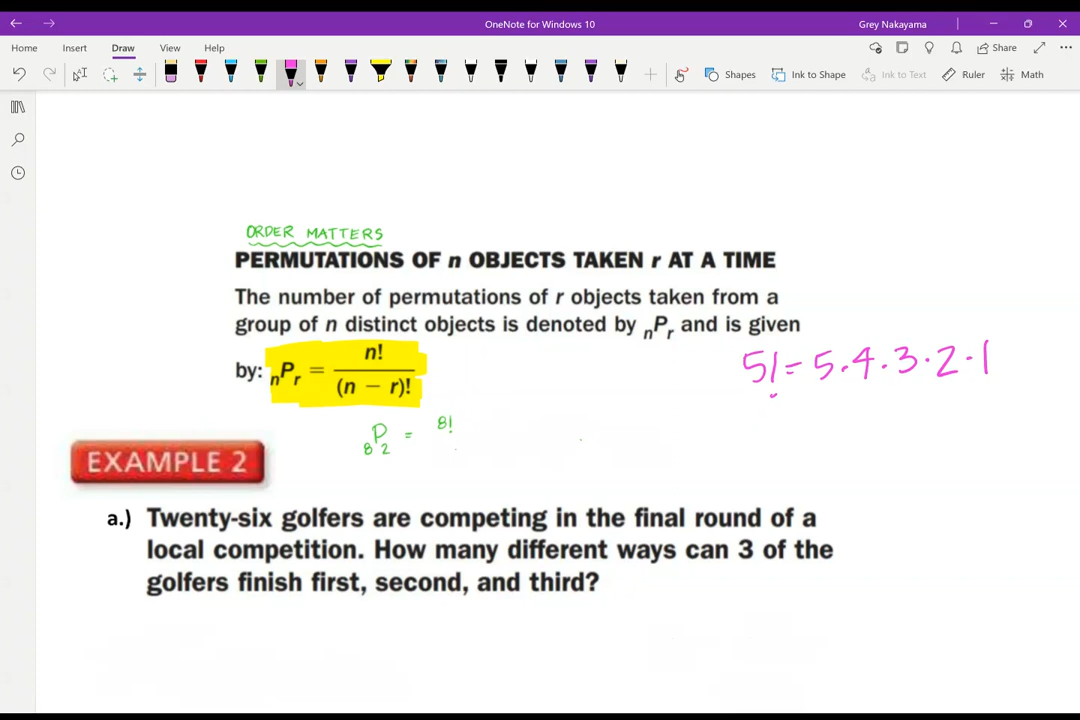 OneNote for Windows 10
Grey Nakayama
Home Insert Draw View Help
Share
Shapes Ink to Shape Ink to Text Ruler Math
ORDER MATTERS
PERMUTATIONS OF n OBJECTS TAKEN r AT A TIME
The number of permutations of r objects taken from a
group of n distinct objects is denoted by nPr and is given
by: nPr = n! / (n − r)!
5! = 5 · 4 · 3 · 2 · 1
8P2 = 8!
EXAMPLE 2
a.) Twenty-six golfers are competing in the final round of a
local competition. How many different ways can 3 of the
golfers finish first, second, and third?